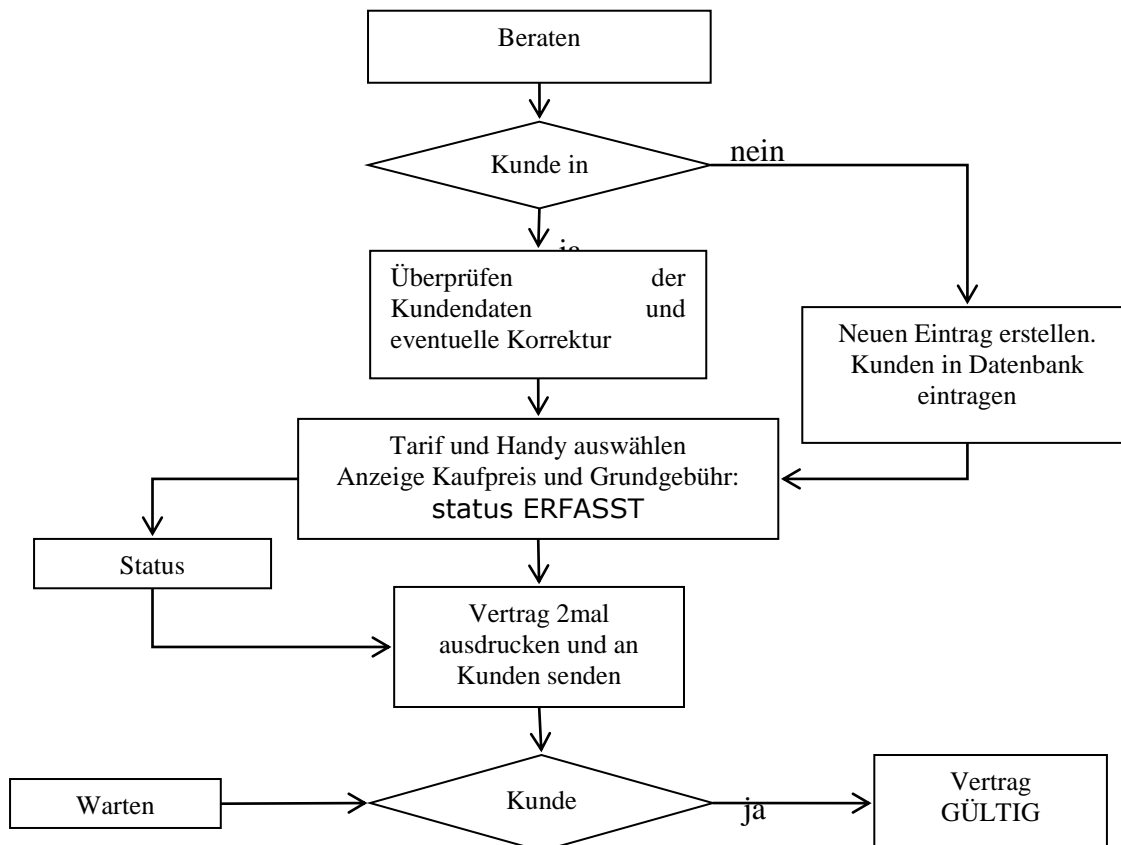 Beraten
Kunde in
nein
ja
Überprüfen der
Kundendaten und
eventuelle Korrektur
Neuen Eintrag erstellen.
Kunden in Datenbank
eintragen
Tarif und Handy auswählen
Anzeige Kaufpreis und Grundgebühr:
status ERFASST
Status
Vertrag 2mal
ausdrucken und an
Kunden senden
Warten
Kunde
ja
Vertrag
GÜLTIG